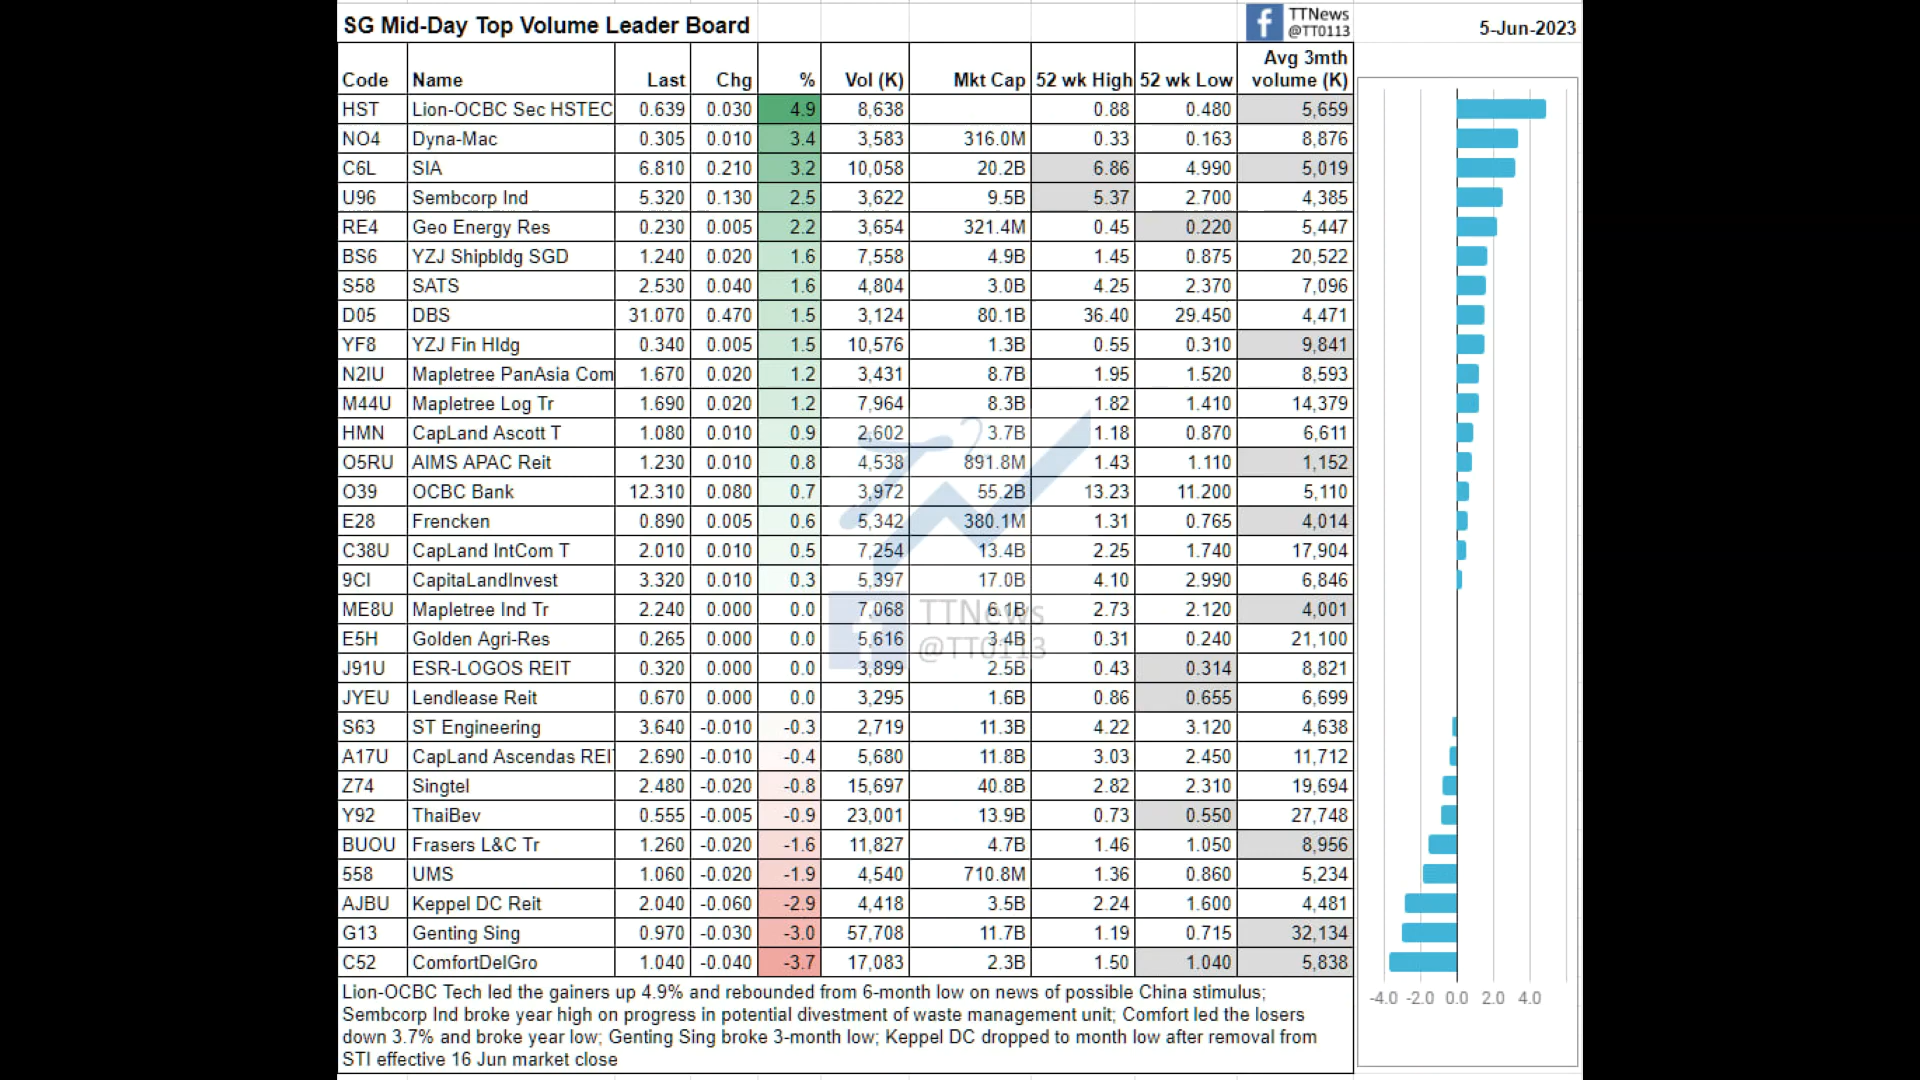 SG Mid-Day Top Volume Leader Board
TTNews
@TT0113
5-Jun-2023
Code Name Last Chg % Vol (K) Mkt Cap 52 wk High 52 wk Low Avg 3mth volume (K)
HST Lion-OCBC Sec HSTEC 0.639 0.030 4.9 8,638 0.88 0.480 5,659
NO4 Dyna-Mac 0.305 0.010 3.4 3,583 316.0M 0.33 0.163 8,876
C6L SIA 6.810 0.210 3.2 10,058 20.2B 6.86 4.990 5,019
U96 Sembcorp Ind 5.320 0.130 2.5 3,622 9.5B 5.37 2.700 4,385
RE4 Geo Energy Res 0.230 0.005 2.2 3,654 321.4M 0.45 0.220 5,447
BS6 YZJ Shipbldg SGD 1.240 0.020 1.6 7,558 4.9B 1.45 0.875 20,522
S58 SATS 2.530 0.040 1.6 4,804 3.0B 4.25 2.370 7,096
D05 DBS 31.070 0.470 1.5 3,124 80.1B 36.40 29.450 4,471
YF8 YZJ Fin Hldg 0.340 0.005 1.5 10,576 1.3B 0.55 0.310 9,841
N2IU Mapletree PanAsia Com 1.670 0.020 1.2 3,431 8.7B 1.95 1.520 8,593
M44U Mapletree Log Tr 1.690 0.020 1.2 7,964 8.3B 1.82 1.410 14,379
HMN CapLand Ascott T 1.080 0.010 0.9 2,602 3.7B 1.18 0.870 6,611
O5RU AIMS APAC Reit 1.230 0.010 0.8 4,538 891.8M 1.43 1.110 1,152
O39 OCBC Bank 12.310 0.080 0.7 3,972 55.2B 13.23 11.200 5,110
E28 Frencken 0.890 0.005 0.6 5,342 380.1M 1.31 0.765 4,014
C38U CapLand IntCom T 2.010 0.010 0.5 7,254 13.4B 2.25 1.740 17,904
9CI CapitaLandInvest 3.320 0.010 0.3 5,397 17.0B 4.10 2.990 6,846
ME8U Mapletree Ind Tr 2.240 0.000 0.0 7,068 6.1B 2.73 2.120 4,001
E5H Golden Agri-Res 0.265 0.000 0.0 5,616 3.4B 0.31 0.240 21,100
J91U ESR-LOGOS REIT 0.320 0.000 0.0 3,899 2.5B 0.43 0.314 8,821
JYEU Lendlease Reit 0.670 0.000 0.0 3,295 1.6B 0.86 0.655 6,699
S63 ST Engineering 3.640 -0.010 -0.3 2,719 11.3B 4.22 3.120 4,638
A17U CapLand Ascendas REI 2.690 -0.010 -0.4 5,680 11.8B 3.03 2.450 11,712
Z74 Singtel 2.480 -0.020 -0.8 15,697 40.8B 2.82 2.310 19,694
Y92 ThaiBev 0.555 -0.005 -0.9 23,001 13.9B 0.73 0.550 27,748
BUOU Frasers L&C Tr 1.260 -0.020 -1.6 11,827 4.7B 1.46 1.050 8,956
558 UMS 1.060 -0.020 -1.9 4,540 710.8M 1.36 0.860 5,234
AJBU Keppel DC Reit 2.040 -0.060 -2.9 4,418 3.5B 2.24 1.600 4,481
G13 Genting Sing 0.970 -0.030 -3.0 57,708 11.7B 1.19 0.715 32,134
C52 ComfortDelGro 1.040 -0.040 -3.7 17,083 2.3B 1.50 1.040 5,838
TTNews
@TT0113
-4.0 -2.0 0.0 2.0 4.0
Lion-OCBC Tech led the gainers up 4.9% and rebounded from 6-month low on news of possible China stimulus;
Sembcorp Ind broke year high on progress in potential divestment of waste management unit; Comfort led the losers
down 3.7% and broke year low; Genting Sing broke 3-month low; Keppel DC dropped to month low after removal from
STI effective 16 Jun market close